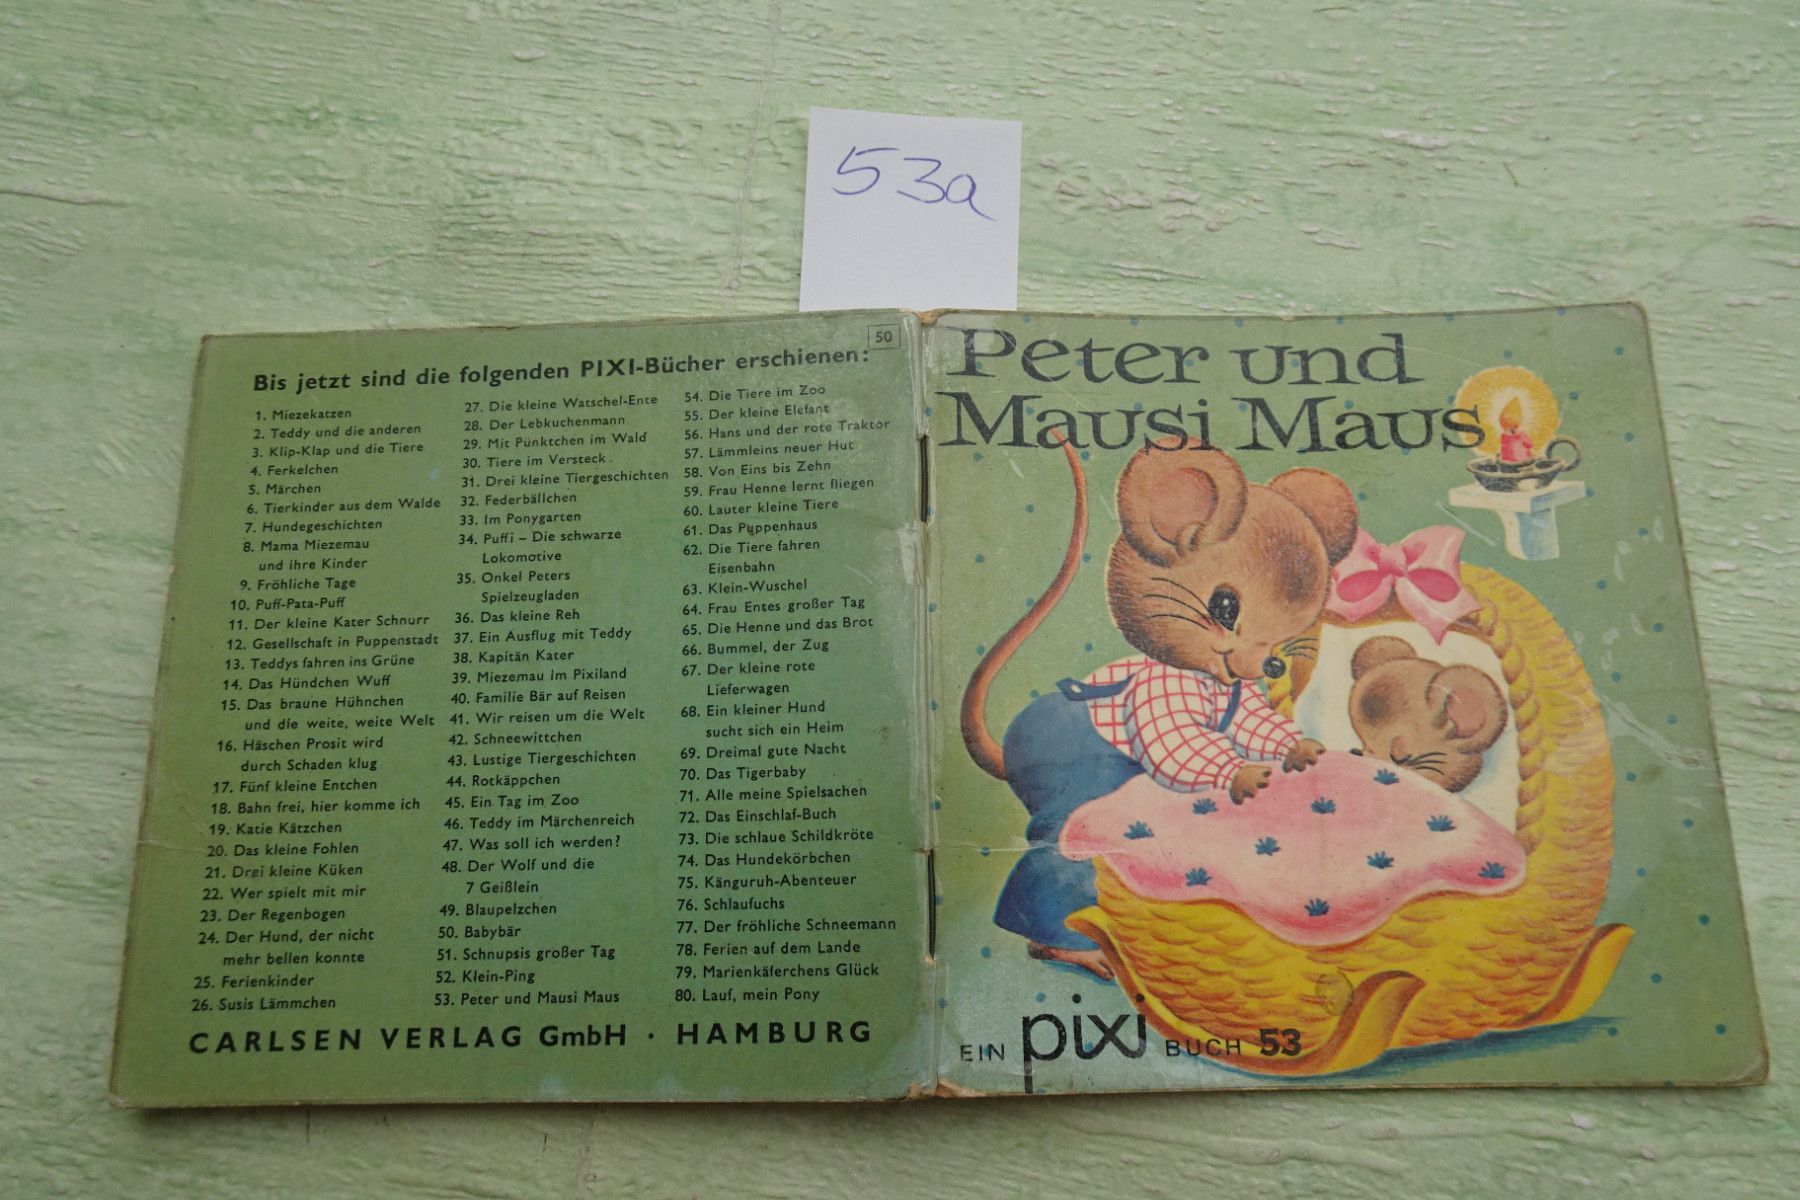 53a
50
Bis jetzt sind die folgenden PIXI-Bücher erschienen:
1. Miezekatzen
2. Teddy und die anderen
3. Klip-Klap und die Tiere
4. Ferkelchen
5. Märchen
6. Tierkinder aus dem Walde
7. Hundegeschichten
8. Mama Miezemau
und ihre Kinder
9. Fröhliche Tage
10. Puff-Pata-Puff
11. Der kleine Kater Schnurr
12. Gesellschaft in Puppenstadt
13. Teddys fahren ins Grüne
14. Das Hündchen Wuff
15. Das braune Hühnchen
und die weite, weite Welt
16. Häschen Prosit wird
durch Schaden klug
17. Fünf kleine Entchen
18. Bahn frei, hier komme ich
19. Katie Kätzchen
20. Das kleine Fohlen
21. Drei kleine Küken
22. Wer spielt mit mir
23. Der Regenbogen
24. Der Hund, der nicht
mehr bellen konnte
25. Ferienkinder
26. Susis Lämmchen
27. Die kleine Watschel-Ente
28. Der Lebkuchenmann
29. Mit Pünktchen im Wald
30. Tiere im Versteck
31. Drei kleine Tiergeschichten
32. Federbällchen
33. Im Ponygarten
34. Puffi – Die schwarze
Lokomotive
35. Onkel Peters
Spielzeugladen
36. Das kleine Reh
37. Ein Ausflug mit Teddy
38. Kapitän Kater
39. Miezemau im Pixiland
40. Familie Bär auf Reisen
41. Wir reisen um die Welt
42. Schneewittchen
43. Lustige Tiergeschichten
44. Rotkäppchen
45. Ein Tag im Zoo
46. Teddy im Märchenreich
47. Was soll ich werden?
48. Der Wolf und die
7 Geißlein
49. Blaupelzchen
50. Babybär
51. Schnupsis großer Tag
52. Klein-Ping
53. Peter und Mausi Maus
54. Die Tiere im Zoo
55. Der kleine Elefant
56. Hans und der rote Traktor
57. Lämmleins neuer Hut
58. Von Eins bis Zehn
59. Frau Henne lernt fliegen
60. Lauter kleine Tiere
61. Das Puppenhaus
62. Die Tiere fahren
Eisenbahn
63. Klein-Wuschel
64. Frau Entes großer Tag
65. Die Henne und das Brot
66. Bummel, der Zug
67. Der kleine rote
Lieferwagen
68. Ein kleiner Hund
sucht sich ein Heim
69. Dreimal gute Nacht
70. Das Tigerbaby
71. Alle meine Spielsachen
72. Das Einschlaf-Buch
73. Die schlaue Schildkröte
74. Das Hundekörbchen
75. Känguruh-Abenteuer
76. Schlaufuchs
77. Der fröhliche Schneemann
78. Ferien auf dem Lande
79. Marienkäferchens Glück
80. Lauf, mein Pony
CARLSEN VERLAG GmbH · HAMBURG
Peter und
Mausi Maus
EIN pixi BUCH 53